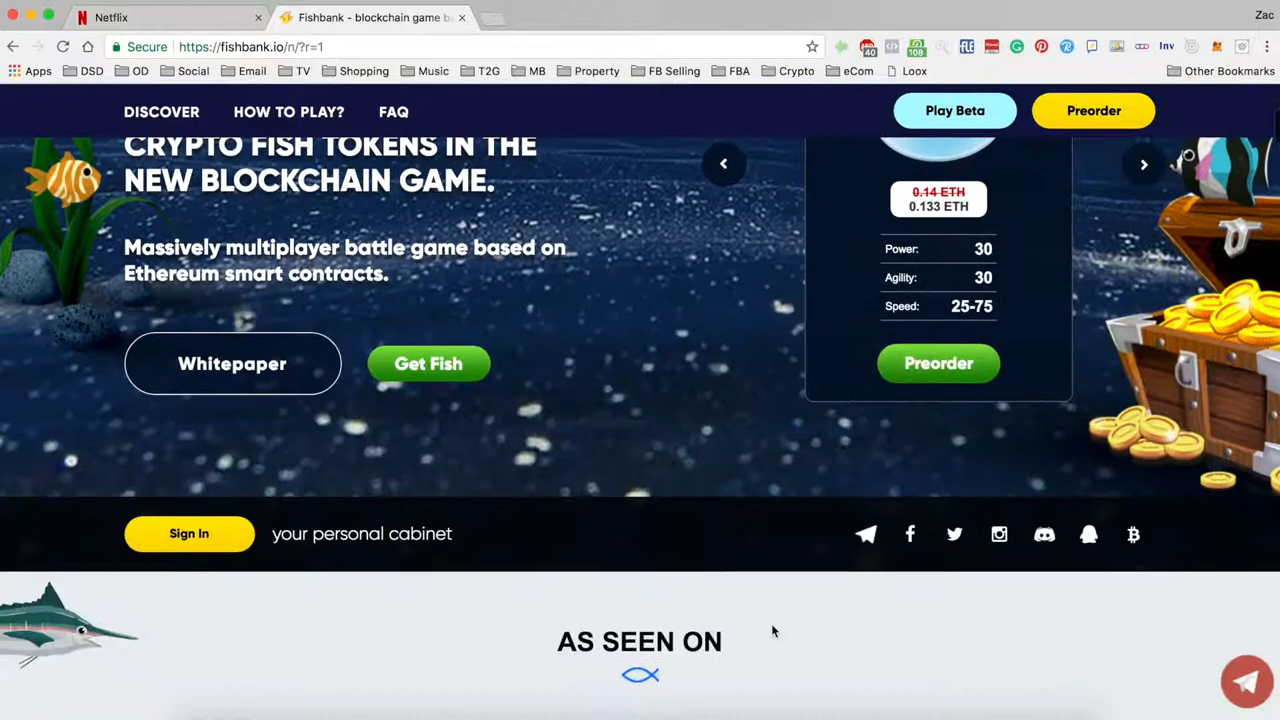 Netflix
Fishbank - blockchain game b
Zac
Secure
https://fishbank.io/n/?r=1
40
108
Inv
Apps
DSD
OD
Social
Email
TV
Shopping
Music
T2G
MB
Property
FB Selling
FBA
Crypto
eCom
Loox
Other Bookmarks
DISCOVER
HOW TO PLAY?
FAQ
Play Beta
Preorder
CRYPTO FISH TOKENS IN THE
NEW BLOCKCHAIN GAME.
Massively multiplayer battle game based on
Ethereum smart contracts.
Whitepaper
Get Fish
0.14 ETH
0.133 ETH
Power: 30
Agility: 30
Speed: 25-75
Preorder
Sign In
your personal cabinet
AS SEEN ON